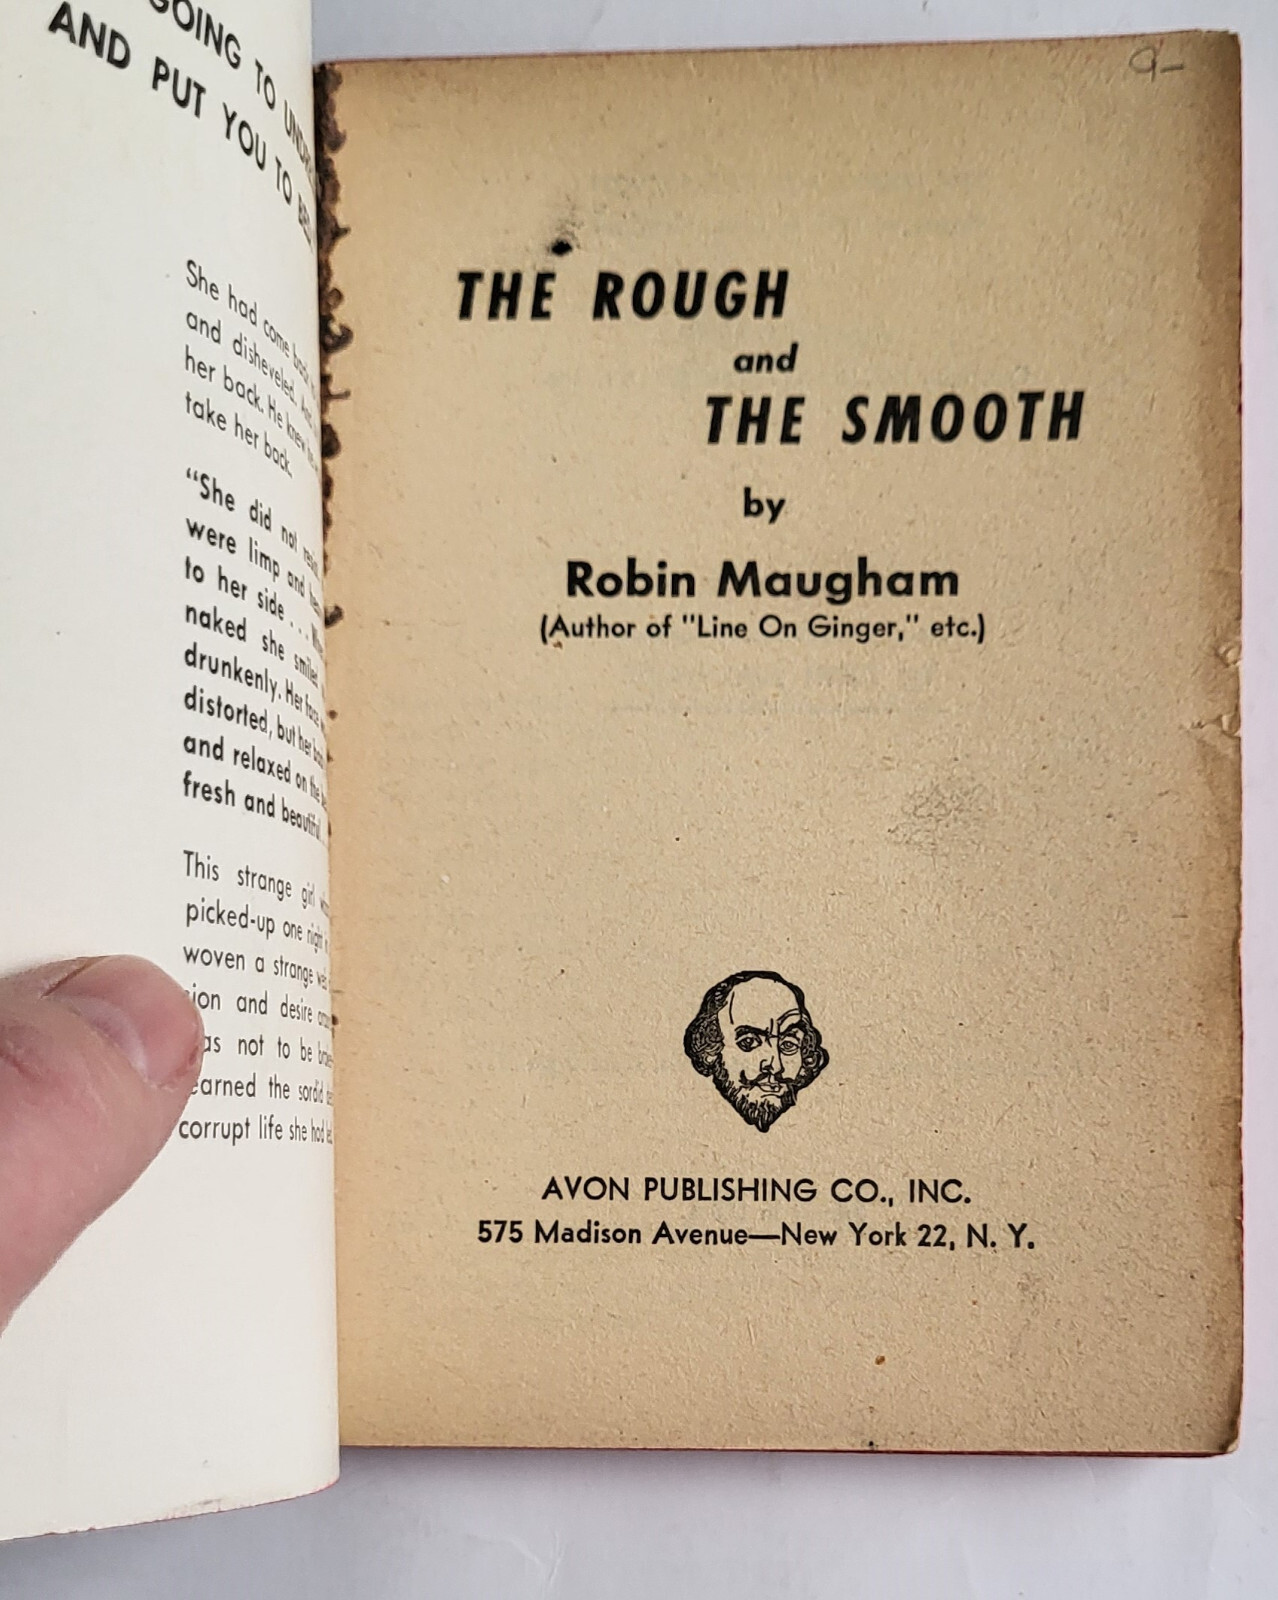 GOING TO
AND PUT YOU TO
She had come
and disheveled.
her back. He knew
take her back.
"She did not
were limp and
to her side . . .
naked she smiled
drunkenly. Her face
distorted, but her
and relaxed on the
fresh and beautiful
This strange girl
picked-up one night
woven a strange
and desire
not to be
the sordid
corrupt life she had
9-
THE ROUGH
and
THE SMOOTH
by
Robin Maugham
(Author of "Line On Ginger," etc.)
AVON PUBLISHING CO., INC.
575 Madison Avenue—New York 22, N. Y.